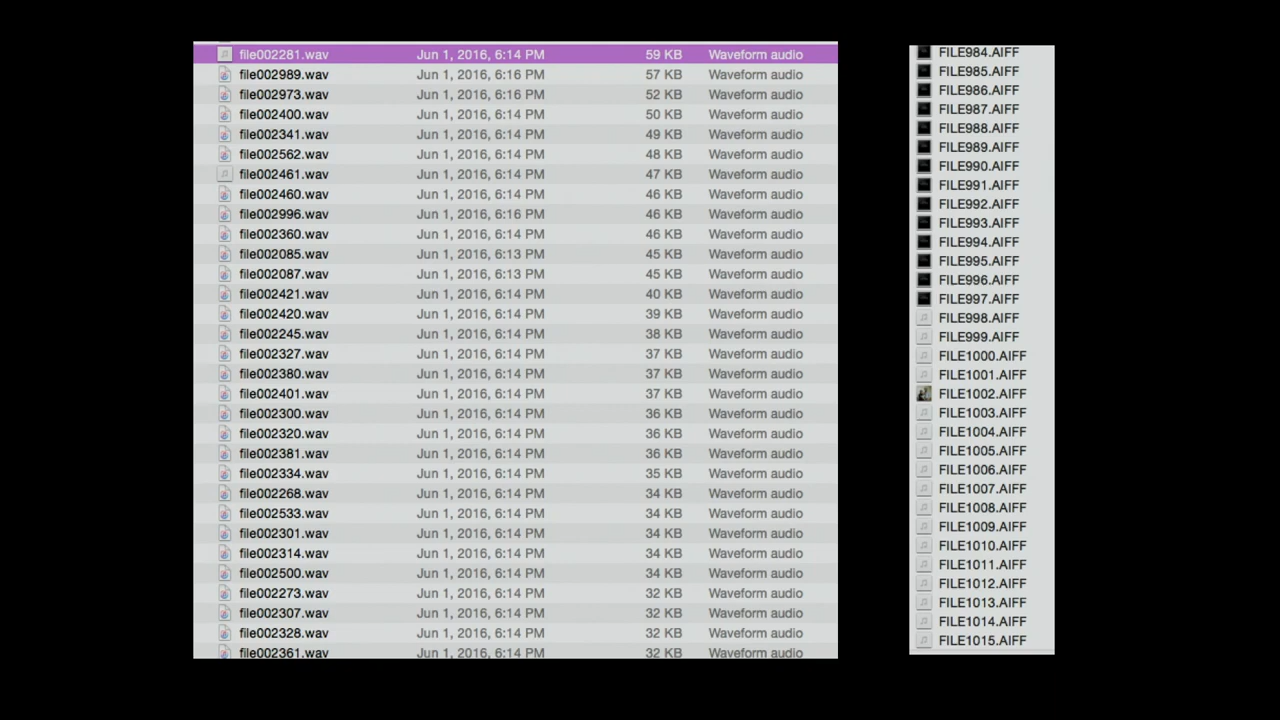 file002281.wav Jun 1, 2016, 6:14 PM 59 KB Waveform audio
file002989.wav Jun 1, 2016, 6:16 PM 57 KB Waveform audio
file002973.wav Jun 1, 2016, 6:16 PM 52 KB Waveform audio
file002400.wav Jun 1, 2016, 6:14 PM 50 KB Waveform audio
file002341.wav Jun 1, 2016, 6:14 PM 49 KB Waveform audio
file002562.wav Jun 1, 2016, 6:14 PM 48 KB Waveform audio
file002461.wav Jun 1, 2016, 6:14 PM 47 KB Waveform audio
file002460.wav Jun 1, 2016, 6:14 PM 46 KB Waveform audio
file002996.wav Jun 1, 2016, 6:16 PM 46 KB Waveform audio
file002360.wav Jun 1, 2016, 6:14 PM 46 KB Waveform audio
file002085.wav Jun 1, 2016, 6:13 PM 45 KB Waveform audio
file002087.wav Jun 1, 2016, 6:13 PM 45 KB Waveform audio
file002421.wav Jun 1, 2016, 6:14 PM 40 KB Waveform audio
file002420.wav Jun 1, 2016, 6:14 PM 39 KB Waveform audio
file002245.wav Jun 1, 2016, 6:14 PM 38 KB Waveform audio
file002327.wav Jun 1, 2016, 6:14 PM 37 KB Waveform audio
file002380.wav Jun 1, 2016, 6:14 PM 37 KB Waveform audio
file002401.wav Jun 1, 2016, 6:14 PM 37 KB Waveform audio
file002300.wav Jun 1, 2016, 6:14 PM 36 KB Waveform audio
file002320.wav Jun 1, 2016, 6:14 PM 36 KB Waveform audio
file002381.wav Jun 1, 2016, 6:14 PM 36 KB Waveform audio
file002334.wav Jun 1, 2016, 6:14 PM 35 KB Waveform audio
file002268.wav Jun 1, 2016, 6:14 PM 34 KB Waveform audio
file002533.wav Jun 1, 2016, 6:14 PM 34 KB Waveform audio
file002301.wav Jun 1, 2016, 6:14 PM 34 KB Waveform audio
file002314.wav Jun 1, 2016, 6:14 PM 34 KB Waveform audio
file002500.wav Jun 1, 2016, 6:14 PM 34 KB Waveform audio
file002273.wav Jun 1, 2016, 6:14 PM 32 KB Waveform audio
file002307.wav Jun 1, 2016, 6:14 PM 32 KB Waveform audio
file002328.wav Jun 1, 2016, 6:14 PM 32 KB Waveform audio
file002361.wav Jun 1, 2016, 6:14 PM 32 KB Waveform audio
FILE984.AIFF
FILE985.AIFF
FILE986.AIFF
FILE987.AIFF
FILE988.AIFF
FILE989.AIFF
FILE990.AIFF
FILE991.AIFF
FILE992.AIFF
FILE993.AIFF
FILE994.AIFF
FILE995.AIFF
FILE996.AIFF
FILE997.AIFF
FILE998.AIFF
FILE999.AIFF
FILE1000.AIFF
FILE1001.AIFF
FILE1002.AIFF
FILE1003.AIFF
FILE1004.AIFF
FILE1005.AIFF
FILE1006.AIFF
FILE1007.AIFF
FILE1008.AIFF
FILE1009.AIFF
FILE1010.AIFF
FILE1011.AIFF
FILE1012.AIFF
FILE1013.AIFF
FILE1014.AIFF
FILE1015.AIFF